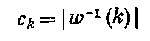 c_k = |w^{-1}(k)|